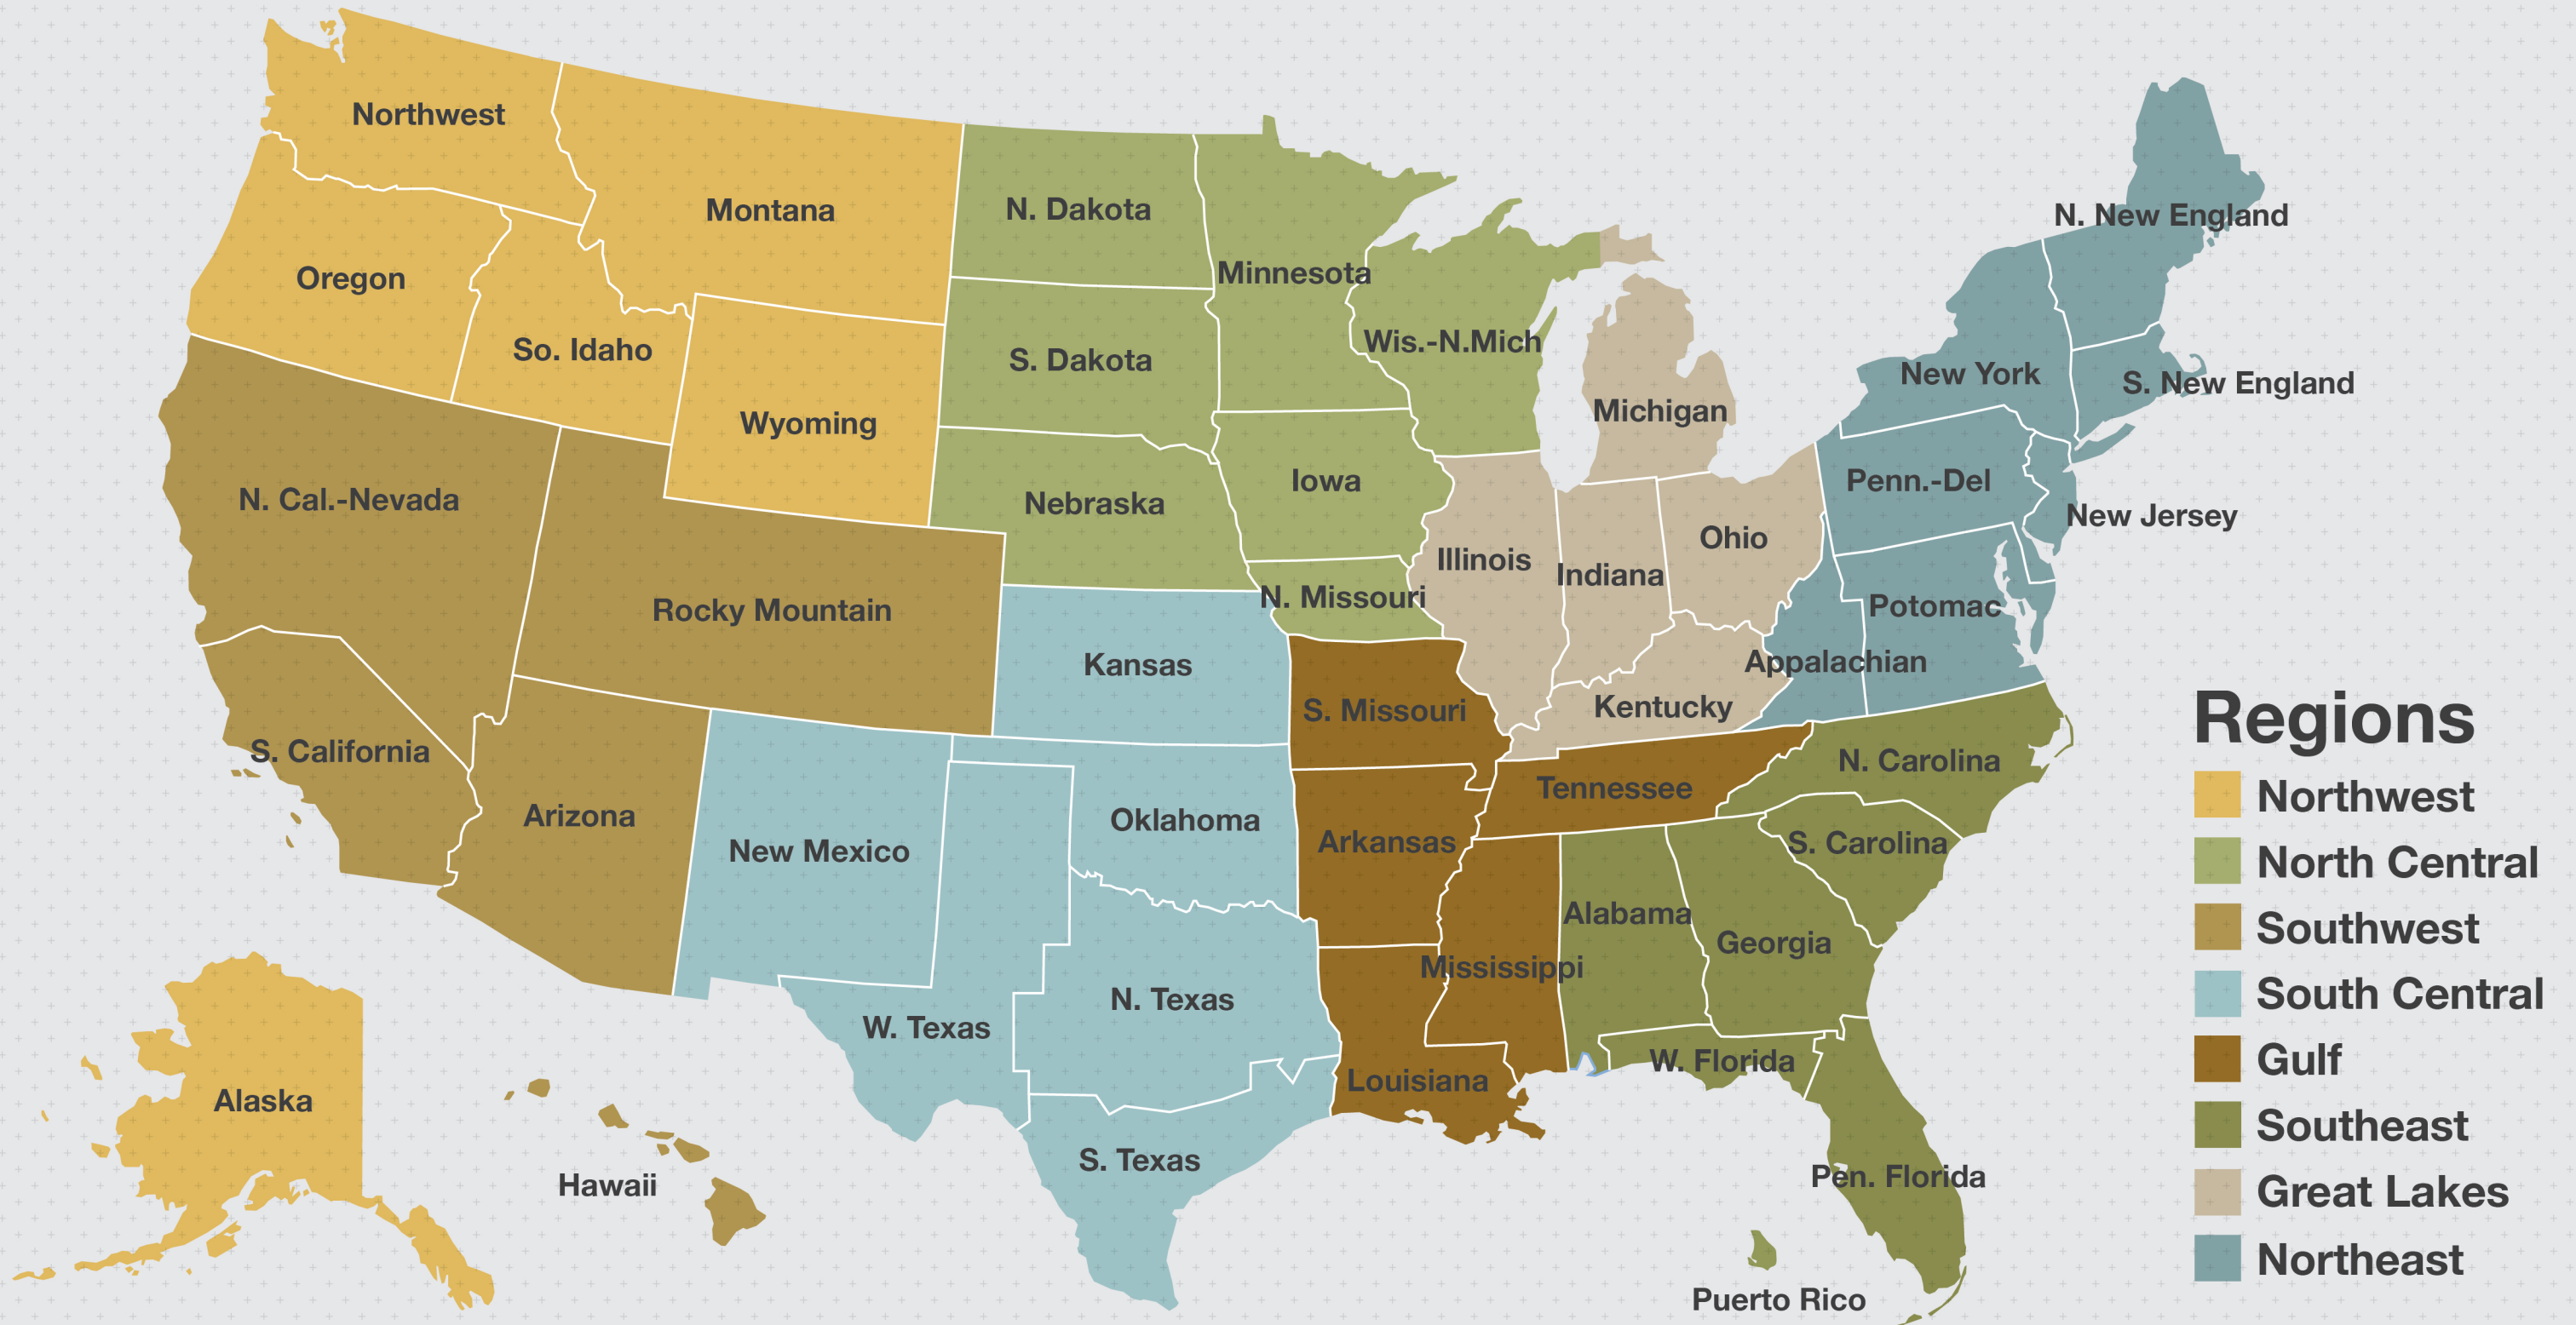 Northwest
Montana
N. Dakota
N. New England
Oregon
Minnesota
So. Idaho
Wis.-N.Mich
S. Dakota
New York
S. New England
Wyoming
Michigan
N. Cal.-Nevada
Nebraska
Iowa
Penn.-Del
New Jersey
Ohio
Illinois
Indiana
Rocky Mountain
N. Missouri
Potomac
Kansas
Appalachian
S. Missouri
Kentucky
S. California
N. Carolina
Arizona
Tennessee
New Mexico
Oklahoma
Arkansas
S. Carolina
Alabama
Georgia
Mississippi
N. Texas
W. Texas
W. Florida
Louisiana
Alaska
S. Texas
Pen. Florida
Hawaii
Puerto Rico
Regions
Northwest
North Central
Southwest
South Central
Gulf
Southeast
Great Lakes
Northeast